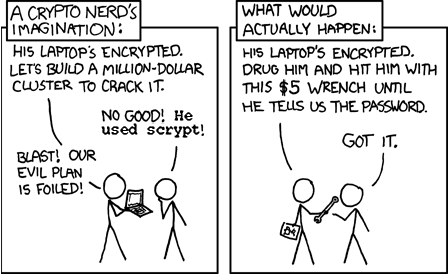 A CRYPTO NERD'S
IMAGINATION:
HIS LAPTOP'S ENCRYPTED.
LET'S BUILD A MILLION-DOLLAR
CLUSTER TO CRACK IT.
NO GOOD! He
used scrypt!
BLAST! OUR
EVIL PLAN
IS FOILED!
WHAT WOULD
ACTUALLY HAPPEN:
HIS LAPTOP'S ENCRYPTED.
DRUG HIM AND HIT HIM WITH
THIS $5 WRENCH UNTIL
HE TELLS US THE PASSWORD.
GOT IT.